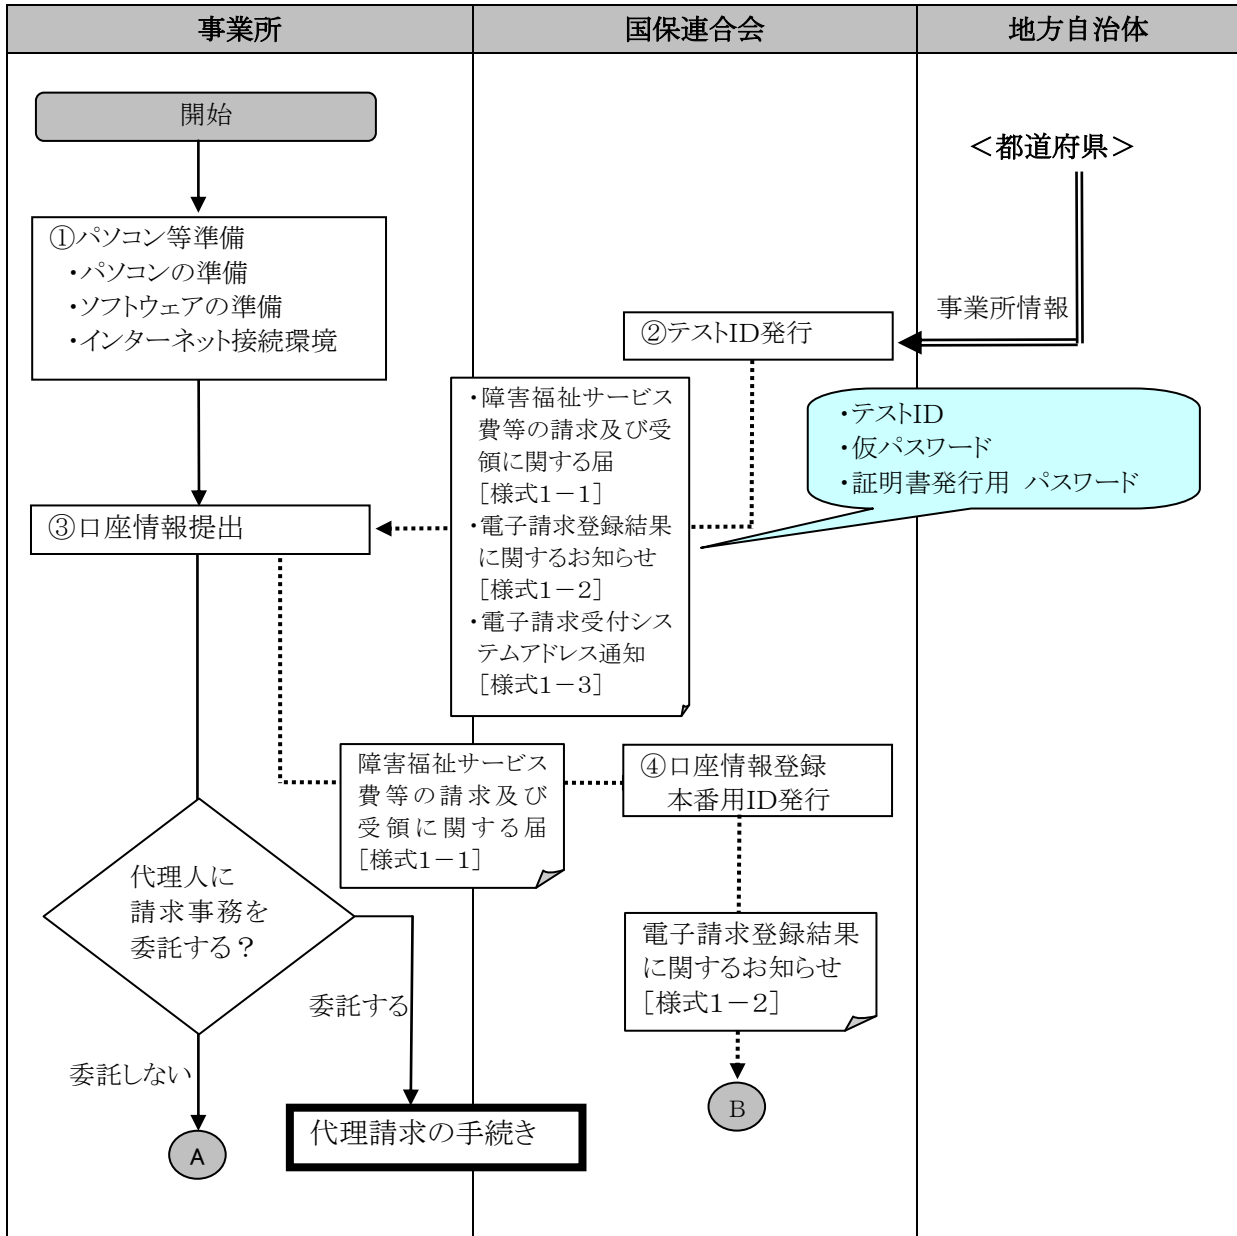 事業所
国保連合会
地方自治体
開始
＜都道府県＞
①パソコン等準備
・パソコンの準備
・ソフトウェアの準備
・インターネット接続環境
事業所情報
②テストID発行
・障害福祉サービス
費等の請求及び受
領に関する届
［様式1－1］
・電子請求登録結果
に関するお知らせ
［様式1－2］
・電子請求受付シス
テムアドレス通知
［様式1－3］
・テストID
・仮パスワード
・証明書発行用 パスワード
③口座情報提出
障害福祉サービス
費等の請求及び
受領に関する届
［様式1－1］
④口座情報登録
本番用ID発行
代理人に
請求事務を
委託する？
電子請求登録結果
に関するお知らせ
［様式1－2］
委託する
委託しない
代理請求の手続き
A
B